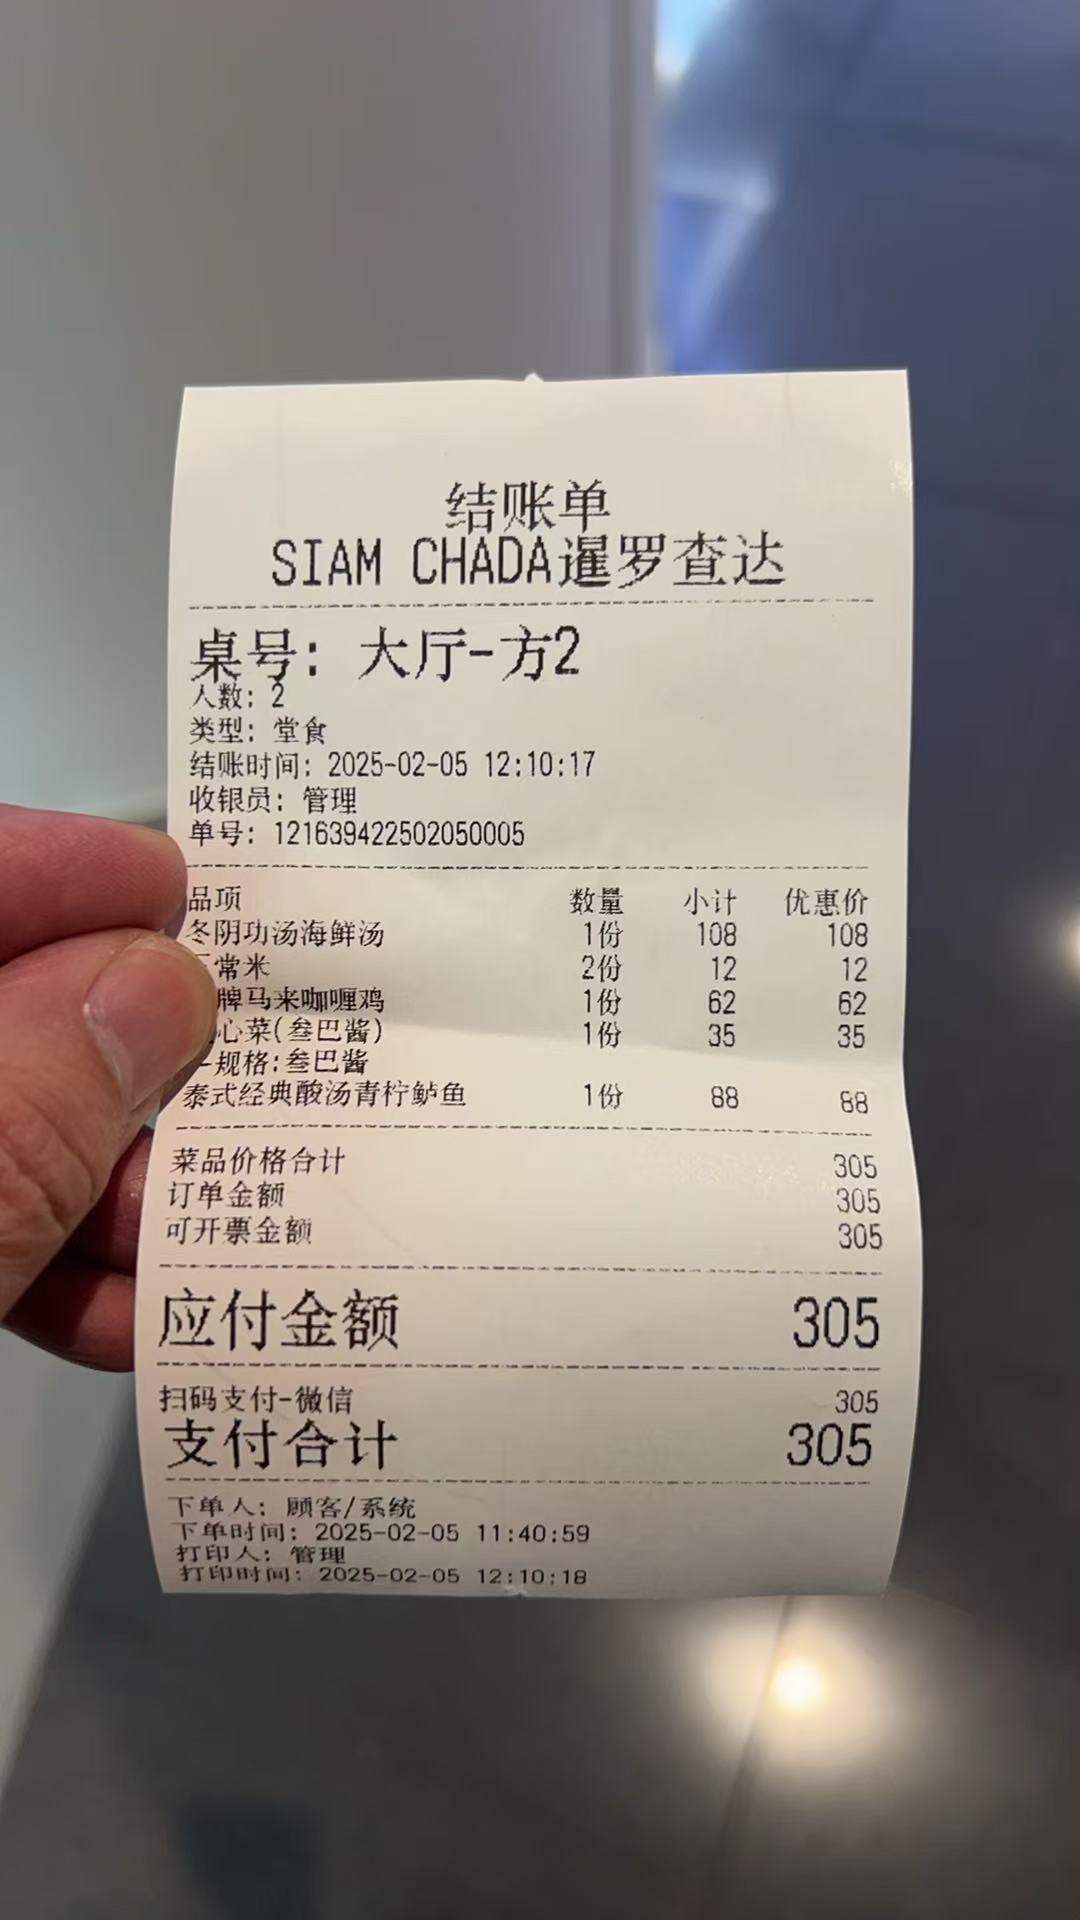 结账单
SIAM CHADA暹罗查达
桌号: 大厅-方2
人数: 2
类型: 堂食
结账时间: 2025-02-05 12:10:17
收银员: 管理
单号: 121639422502050005
品项 数量 小计 优惠价
冬阴功汤海鲜汤 1份 108 108
常米 2份 12 12
牌马来咖喱鸡 1份 62 62
心菜(叁巴酱) 1份 35 35
-规格:叁巴酱
泰式经典酸汤青柠鲈鱼 1份 88 88
菜品价格合计 305
订单金额 305
可开票金额 305
应付金额 305
扫码支付-微信 305
支付合计 305
下单人: 顾客/系统
下单时间: 2025-02-05 11:40:59
打印人: 管理
打印时间: 2025-02-05 12:10:18